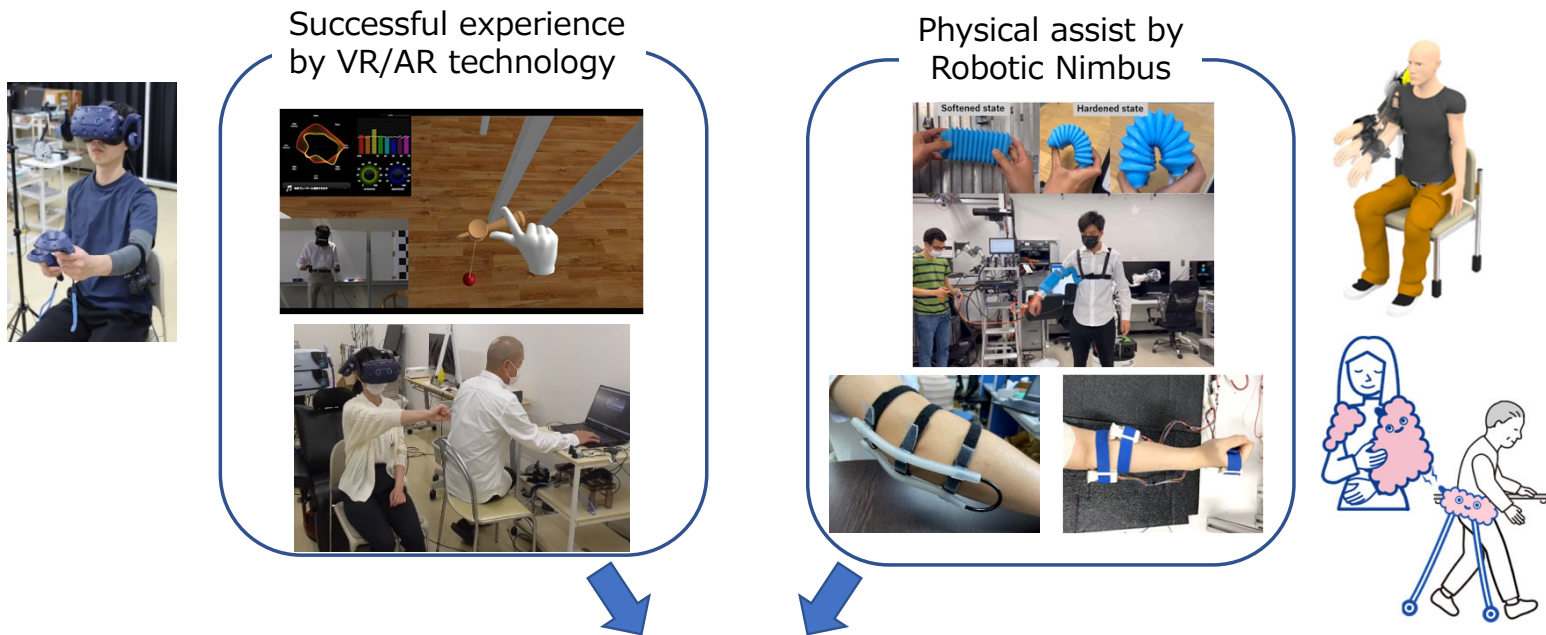 Successful experience
by VR/AR technology
Physical assist by
Robotic Nimbus
Softened state
Hardened state